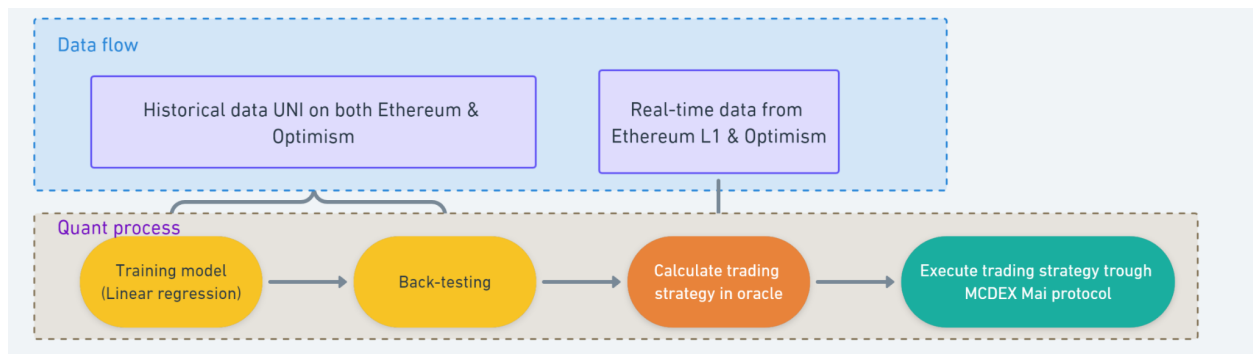 Data flow
Historical data UNI on both Ethereum &
Optimism
Real-time data from
Ethereum L1 & Optimism
Quant process
Training model
(Linear regression)
Back-testing
Calculate trading
strategy in oracle
Execute trading strategy trough
MCDEX Mai protocol